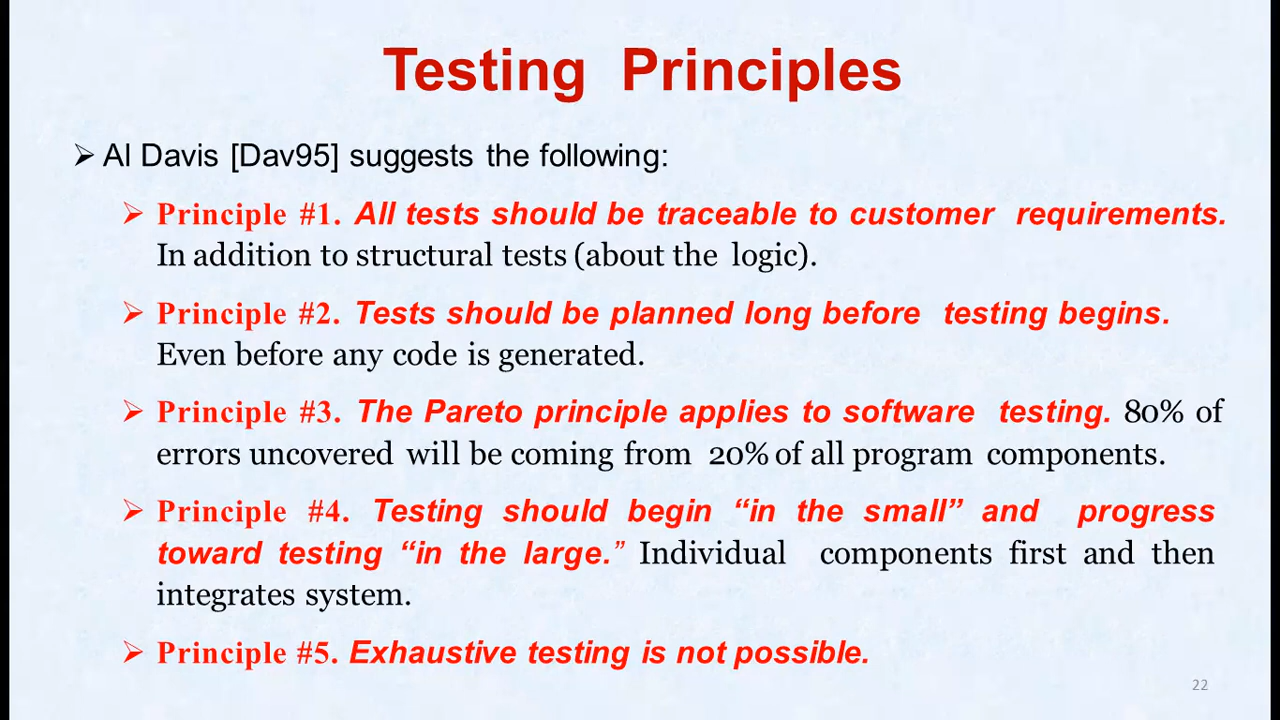 Testing Principles
➢ Al Davis [Dav95] suggests the following:
➢ Principle #1. All tests should be traceable to customer requirements.
In addition to structural tests (about the logic).
➢ Principle #2. Tests should be planned long before testing begins.
Even before any code is generated.
➢ Principle #3. The Pareto principle applies to software testing. 80% of
errors uncovered will be coming from 20% of all program components.
➢ Principle #4. Testing should begin “in the small” and progress
toward testing “in the large.” Individual components first and then
integrates system.
➢ Principle #5. Exhaustive testing is not possible.
22